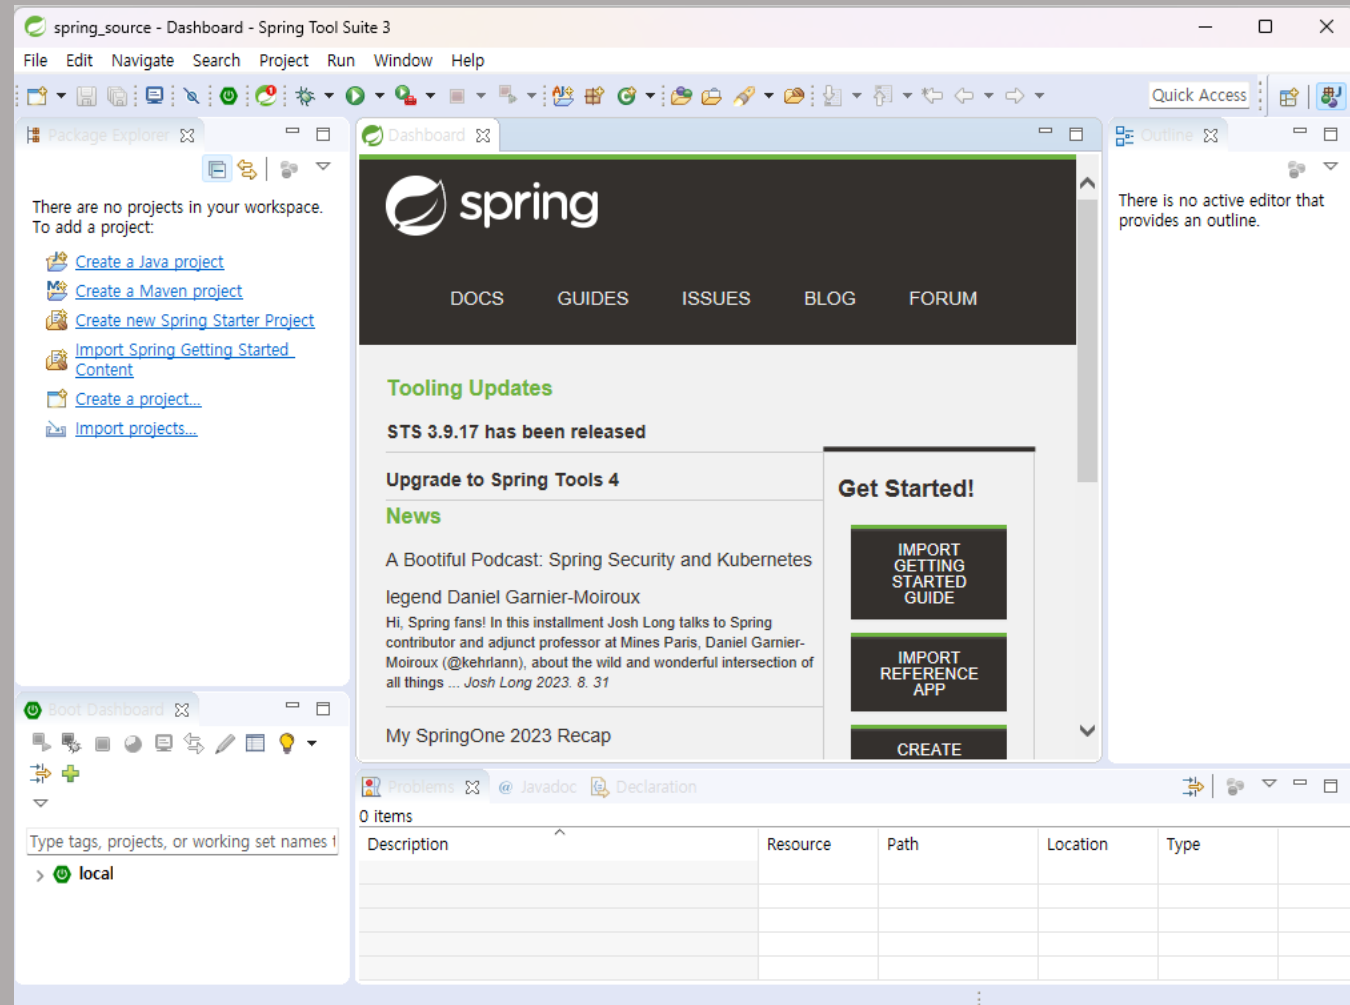 spring_source - Dashboard - Spring Tool Suite 3
File Edit Navigate Search Project Run Window Help
Quick Access
Package Explorer
There are no projects in your workspace.
To add a project:
Create a Java project
Create a Maven project
Create new Spring Starter Project
Import Spring Getting Started
Content
Create a project...
Import projects...
Dashboard
spring
DOCS GUIDES ISSUES BLOG FORUM
Tooling Updates
STS 3.9.17 has been released
Upgrade to Spring Tools 4
News
A Bootiful Podcast: Spring Security and Kubernetes
legend Daniel Garnier-Moiroux
Hi, Spring fans! In this installment Josh Long talks to Spring
contributor and adjunct professor at Mines Paris, Daniel Garnier-
Moiroux (@kehrlann), about the wild and wonderful intersection of
all things ... Josh Long 2023. 8. 31
My SpringOne 2023 Recap
Get Started!
IMPORT
GETTING
STARTED
GUIDE
IMPORT
REFERENCE
APP
CREATE
Outline
There is no active editor that
provides an outline.
Boot Dashboard
Type tags, projects, or working set names t
local
Problems @ Javadoc Declaration
0 items
Description Resource Path Location Type